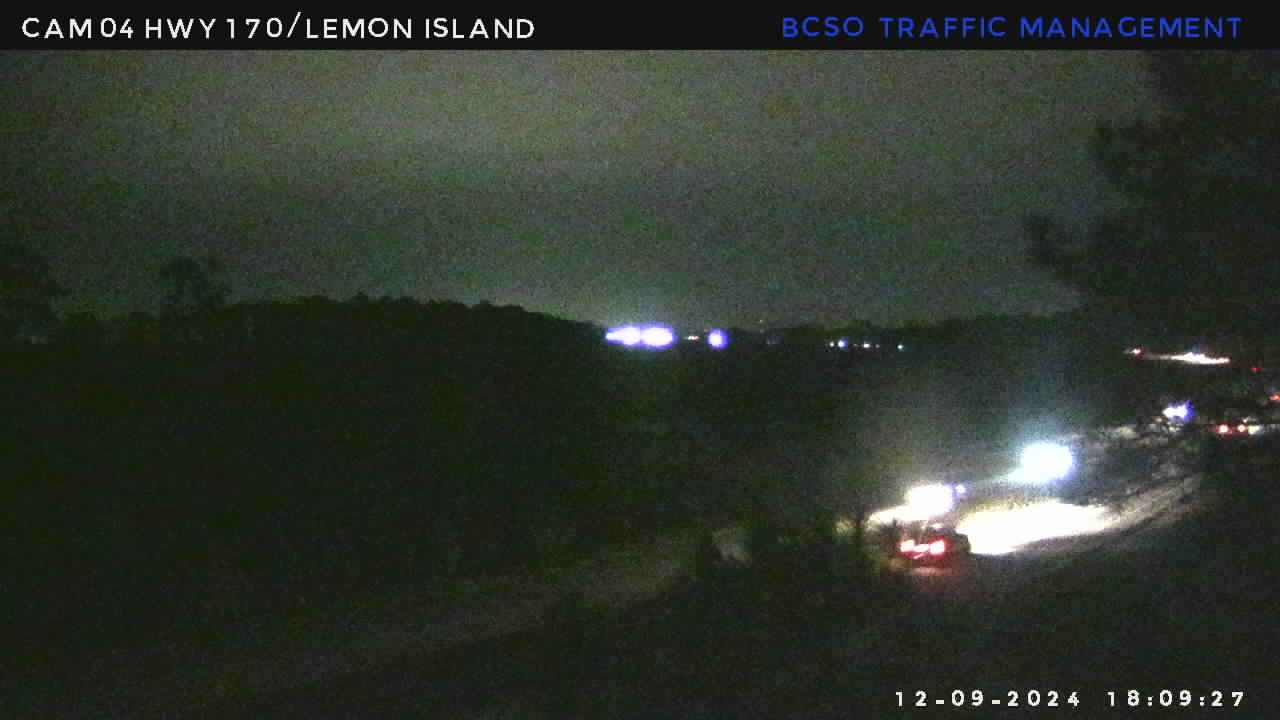 CAM04 HWY 170/LEMON ISLAND
BCSO TRAFFIC MANAGEMENT
12-09-2024 18:09:27